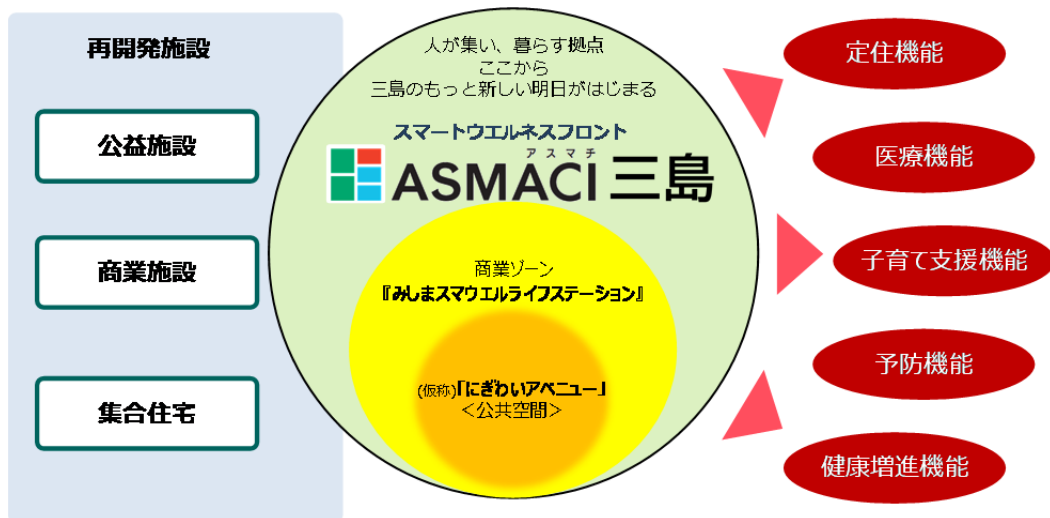 再開発施設
公益施設
商業施設
集合住宅
人が集い、暮らす拠点
ここから
三島のもっと新しい明日がはじまる
スマートウエルネスフロント
アスマチ
ASMACI三島
商業ゾーン
『みしまスマウエルライフステーション』
(仮称)「にぎわいアベニュー」
＜公共空間＞
定住機能
医療機能
子育て支援機能
予防機能
健康増進機能